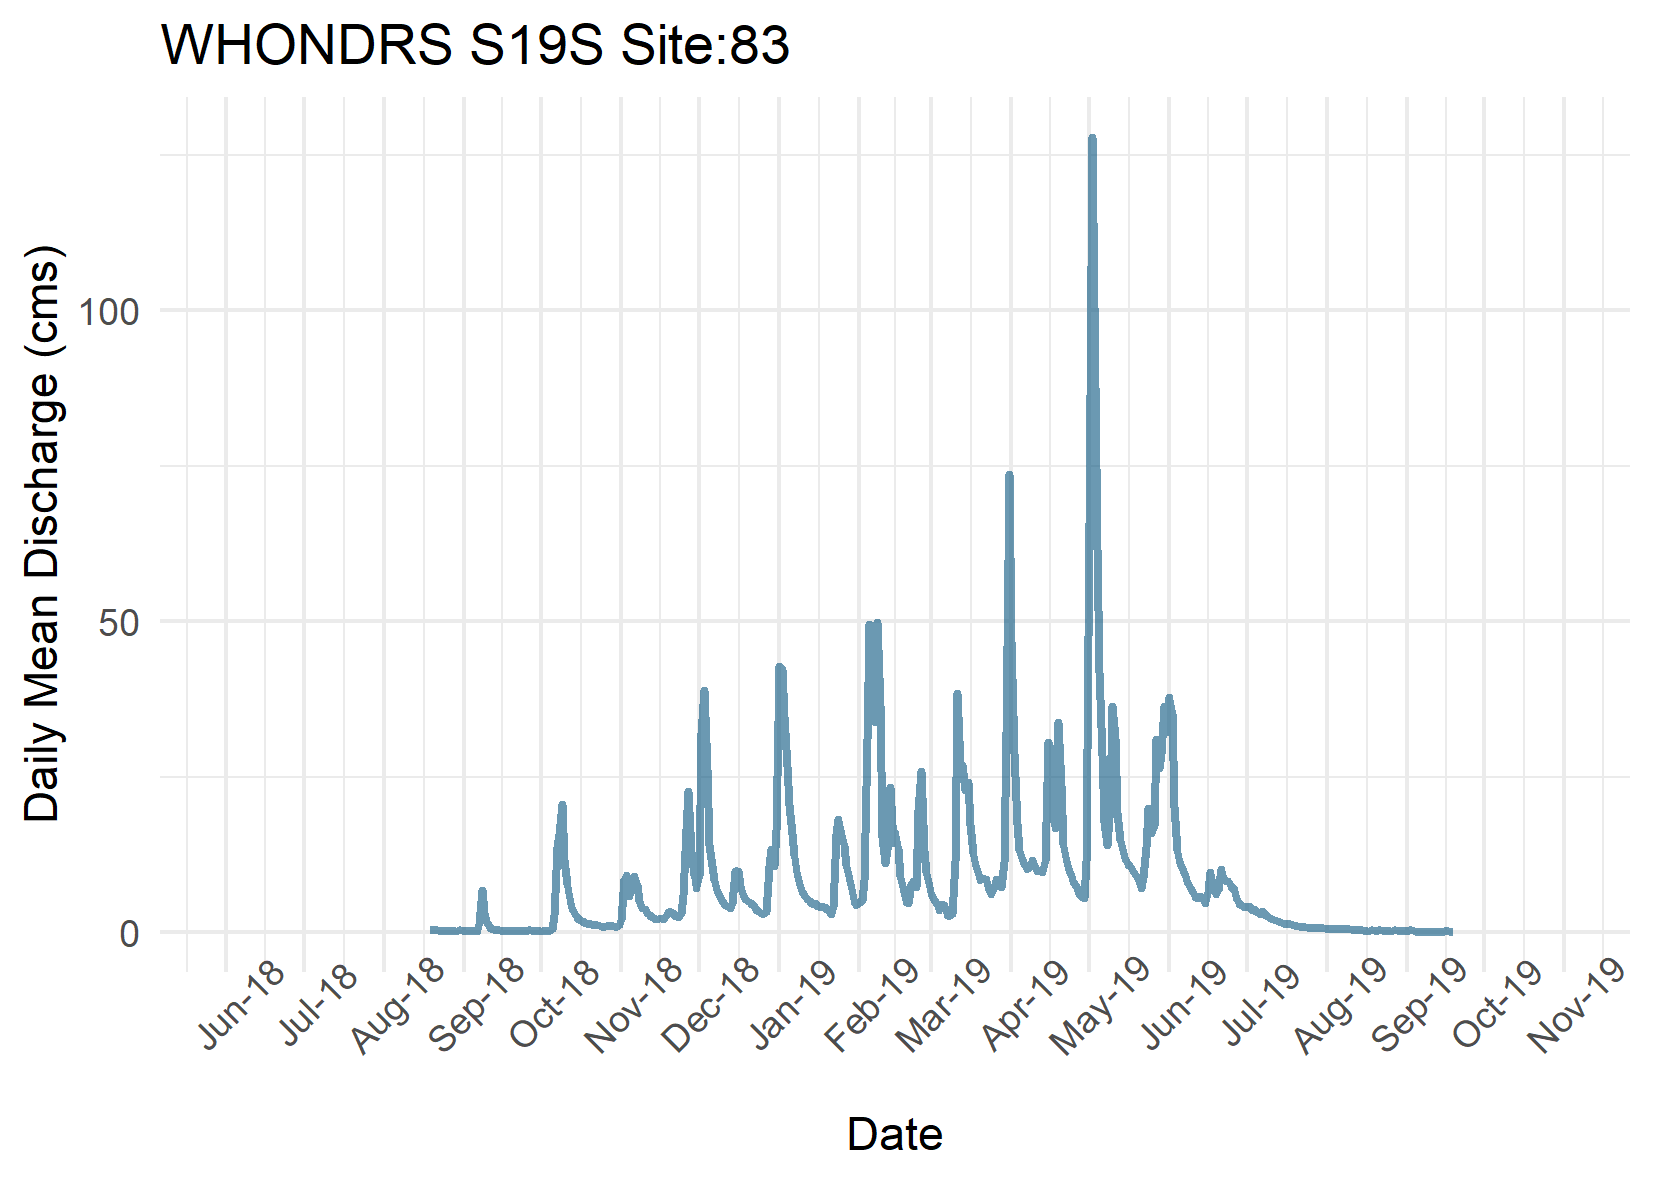 WHONDRS S19S Site:83
Daily Mean Discharge (cms)
100
50
0
Jun-18
Jul-18
Aug-18
Sep-18
Oct-18
Nov-18
Dec-18
Jan-19
Feb-19
Mar-19
Apr-19
May-19
Jun-19
Jul-19
Aug-19
Sep-19
Oct-19
Nov-19
Date